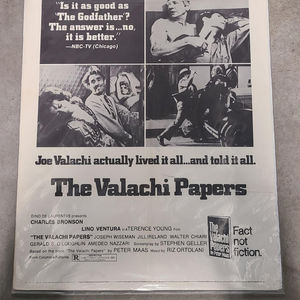 "Is it as good as
The Godfather?
The answer is...no,
it is better."
—NBC-TV (Chicago)
Joe Valachi actually lived it all...and told it all.
The Valachi Papers
DINO DE LAURENTIIS presents
CHARLES BRONSON
LINO VENTURA in a TERENCE YOUNG Film
"THE VALACHI PAPERS" JOSEPH WISEMAN JILL IRELAND WALTER CHIARI
GERALD S. O'LOUGHLIN AMEDEO NAZZARI Screenplay by STEPHEN GELLER
Based on the book "The Valachi Papers" by PETER MAAS Music by RIZ ORTOLANI
From Columbia Pictures R
Fact
not
fiction.